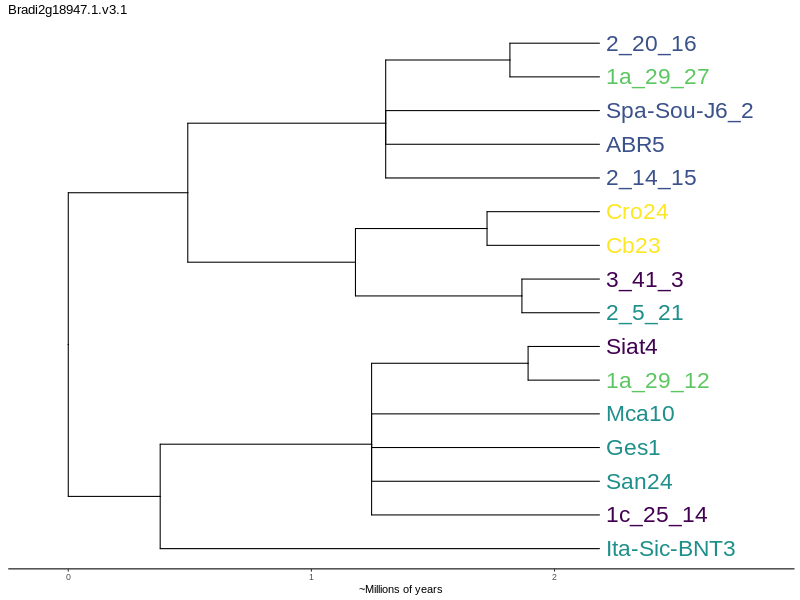 Bradi2g18947.1.v3.1
2_20_16
1a_29_27
Spa-Sou-J6_2
ABR5
2_14_15
Cro24
Cb23
3_41_3
2_5_21
Siat4
1a_29_12
Mca10
Ges1
San24
1c_25_14
Ita-Sic-BNT3
0 1 2
~Millions of years